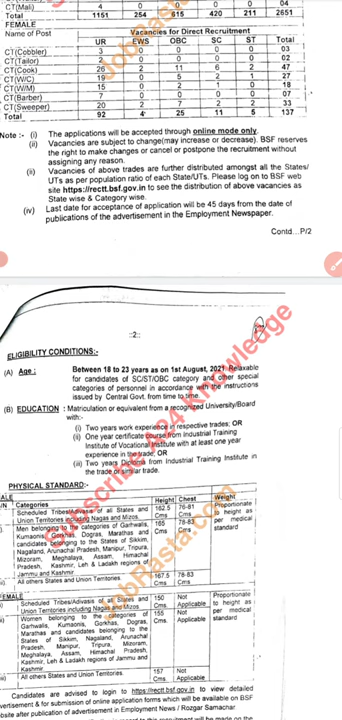 CT(Mali) 4 0 0 0 0 04
Total 1151 254 615 420 211 2651
FEMALE
Name of Post Vacancies for Direct Recruitment
UR EWS OBC SC ST Total
CT(Cobbler) 3 0 0 0 0 03
CT(Tailor) 2 0 0 0 0 02
CT(Cook) 26 2 11 6 2 47
CT(W/C) 19 0 5 2 1 27
CT(W/M) 15 0 2 1 0 18
CT(Barber) 7 0 0 0 0 07
CT(Sweeper) 20 2 7 2 2 33
Total 92 4 25 11 5 137
Note :- (i) The applications will be accepted through online mode only.
(ii) Vacancies are subject to change(may increase or decrease). BSF reserves
the right to make changes or cancel or postpone the recruitment without
assigning any reason.
(ii) Vacancies of above trades are further distributed amongst all the States/
UTs as per population ratio of each State/UTs. Please log on to BSF web
site https://rectt.bsf.gov.in to see the distribution of above vacancies as
State wise & Category wise.
(iv) Last date for acceptance of application will be 45 days from the date of
publications of the advertisement in the Employment Newspaper.
Contd...P/2
::2::
ELIGIBILITY CONDITIONS:-
(A) Age : Between 18 to 23 years as on 1st August, 2021. Relaxable
for candidates of SC/ST/OBC category and other special
categories of personnel in accordance with the instructions
issued by Central Govt. from time to time.
(B) EDUCATION : Matriculation or equivalent from a recognized University/Board
with:-
(i) Two years work experience in respective trades; OR
(ii) One year certificate course from Industrial Training
Institute of Vocational Institute with at least one year
experience in the trade; OR
(iii) Two years Diploma from Industrial Training Institute in
the trade or similar trade.
PHYSICAL STANDARD:-
MALE
S/N Categories Height Chest Weight
Scheduled Tribes/Adivasis of all States and
Union Territories including Nagas and Mizos. 162.5 Cms 76-81 Cms Proportionate
to height as
per medical
standard
Men belonging to the categories of Garhwalis,
Kumaonis, Gorkhas, Dogras, Marathas and
candidates belonging to the States of Sikkim,
Nagaland, Arunachal Pradesh, Manipur, Tripura,
Mizoram, Meghalaya, Assam, Himachal
Pradesh, Kashmir, Leh & Ladakh regions of
Jammu and Kashmir 165 Cms 78-83 Cms
All others States and Union Territories. 167.5 Cms 78-83 Cms
FEMALE
i) Scheduled Tribes/Adivasis of all States and
Union Territories including Nagas and Mizos 150 Cms Not Applicable Proportionate
to height as
per medical
standard
ii) Women belonging to the categories of
Garhwalis, Kumaonis, Gorkhas, Dogras,
Marathas and candidates belonging to the
States of Sikkim, Nagaland, Arunachal
Pradesh, Manipur, Tripura, Mizoram,
Meghalaya, Assam, Himachal Pradesh,
Kashmir, Leh & Ladakh regions of Jammu and
Kashmir 155 Cms Not Applicable
iii) All others States and Union Territories. 157 Cms. Not Applicable
Candidates are advised to login to https://rectt.bsf.gov.in to view detailed
advertisement & for submission of online application forms which will be available on BSF
website after publication of advertisement in Employment News / Rozgar Samachar
JobRasta.com
Subscribe A24 Knowledge
JobRasta.com